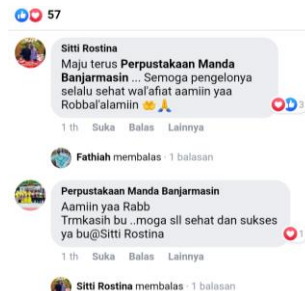 57
Sitti Rostina
Maju terus Perpustakaan Manda
Banjarmasin ... Semoga pengelonya
selalu sehat wal'afiat aamiin yaa
Robbal'alamiin 🤲🙏
3
1 th Suka Balas Lainnya
Fathiah membalas · 1 balasan
Perpustakaan Manda Banjarmasin
Aamiin yaa Rabb
Trmkasih bu ..moga sll sehat dan sukses
ya bu@Sitti Rostina
1
1 th Suka Balas Lainnya
Sitti Rostina membalas · 1 balasan